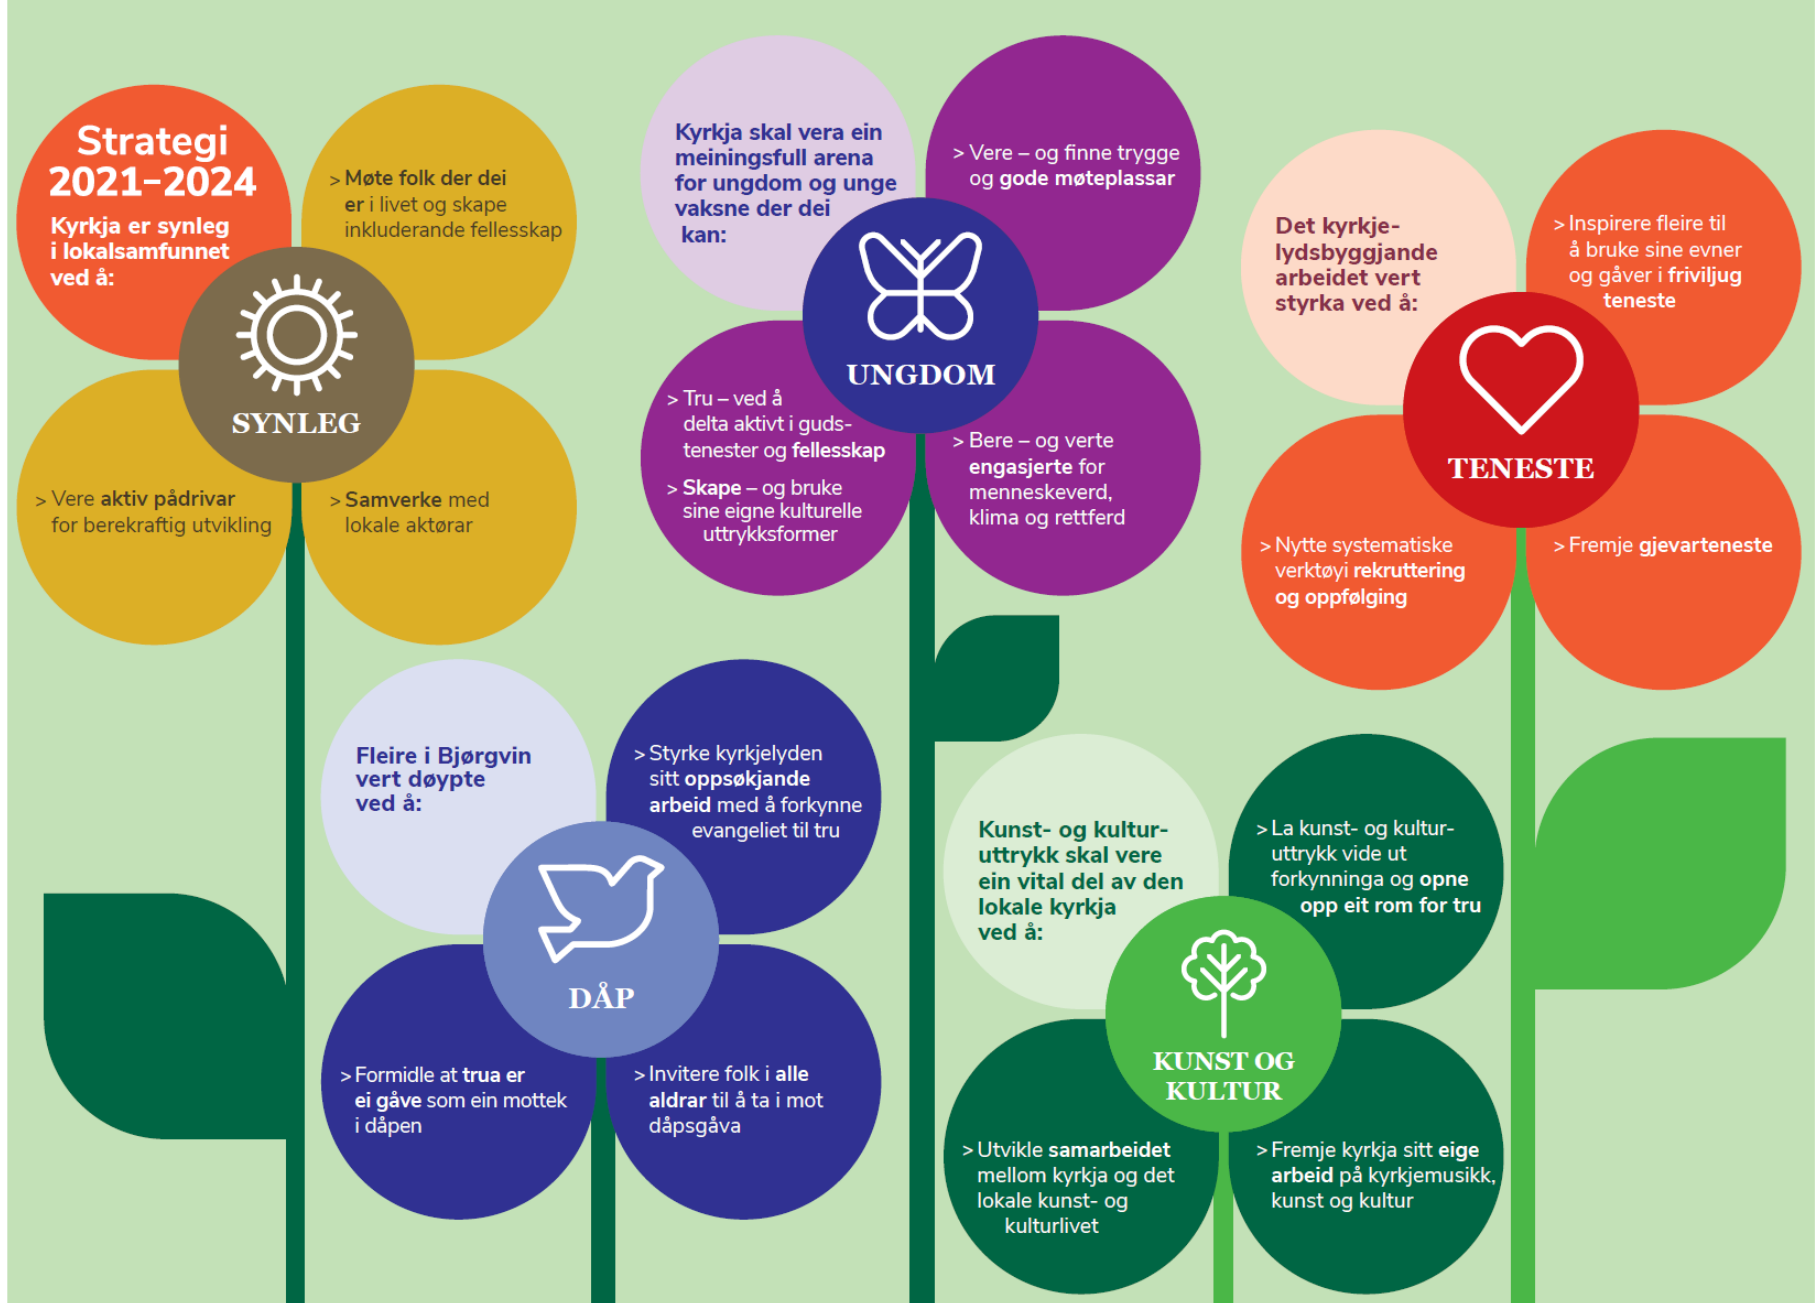 Strategi
2021–2024
Kyrkja er synleg
i lokalsamfunnet
ved å:
> Møte folk der dei
er i livet og skape
inkluderande fellesskap
SYNLEG
> Vere aktiv pådrivar
for berekraftig utvikling
> Samverke med
lokale aktørar
Kyrkja skal vera ein
meiningsfull arena
for ungdom og unge
vaksne der dei
kan:
> Vere – og finne trygge
og gode møteplassar
UNGDOM
> Tru – ved å
delta aktivt i guds-
tenester og fellesskap
> Skape – og bruke
sine eigne kulturelle
uttrykksformer
> Bere – og verte
engasjerte for
menneskeverd,
klima og rettferd
Det kyrkje-
lydsbyggjande
arbeidet vert
styrka ved å:
> Inspirere fleire til
å bruke sine evner
og gåver i friviljug
teneste
TENESTE
> Nytte systematiske
verktøyi rekruttering
og oppfølging
> Fremje gjevarteneste
Fleire i Bjørgvin
vert døypte
ved å:
> Styrke kyrkjelyden
sitt oppsøkjande
arbeid med å forkynne
evangeliet til tru
DÅP
> Formidle at trua er
ei gåve som ein mottek
i dåpen
> Invitere folk i alle
aldrar til å ta i mot
dåpsgåva
Kunst- og kultur-
uttrykk skal vere
ein vital del av den
lokale kyrkja
ved å:
> La kunst- og kultur-
uttrykk vide ut
forkynninga og opne
opp eit rom for tru
KUNST OG
KULTUR
> Utvikle samarbeidet
mellom kyrkja og det
lokale kunst- og
kulturlivet
> Fremje kyrkja sitt eige
arbeid på kyrkjemusikk,
kunst og kultur